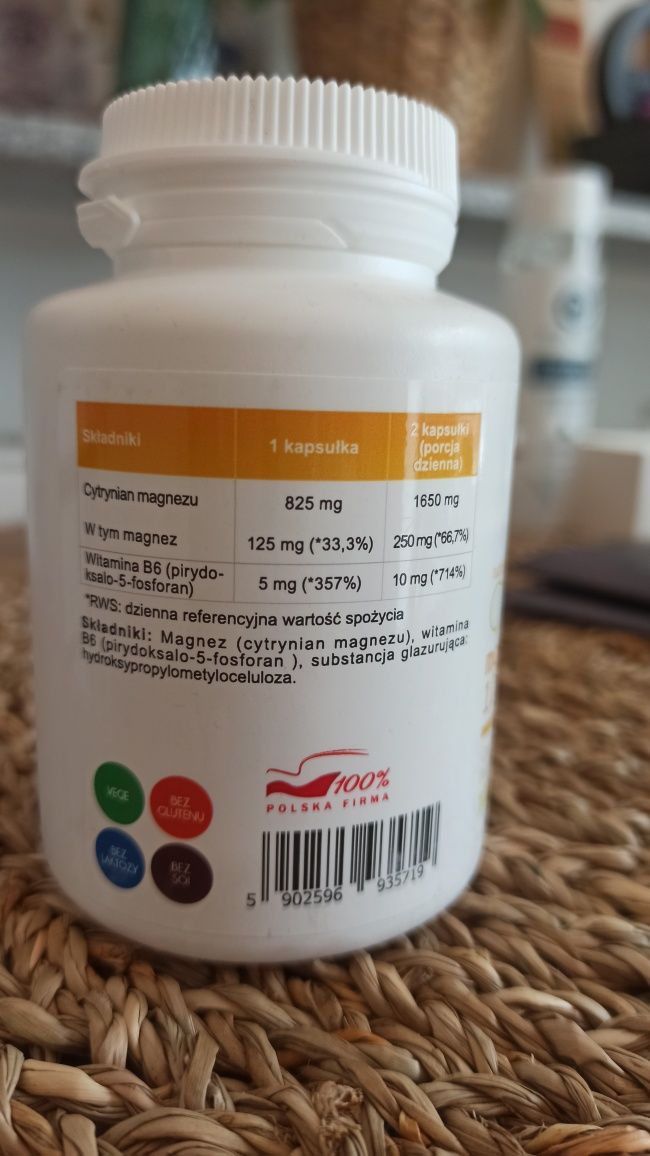 Składniki
1 kapsułka
2 kapsułki
(porcja
dzienna)
Cytrynian magnezu
825 mg
1650 mg
W tym magnez
125 mg (*33,3%)
250 mg (*66,7%)
Witamina B6 (pirydo-
ksalo-5-fosforan)
5 mg (*357%)
10 mg (*714%)
*RWS: dzienna referencyjna wartość spożycia
Składniki: Magnez (cytrynian magnezu), witamina
B6 (pirydoksalo-5-fosforan ), substancja glazurująca:
hydroksypropylometyloceluloza.
VEGE
BEZ
GLUTENU
BEZ
LAKTOZY
BEZ
SOI
100%
POLSKA FIRMA
5 902596 935719